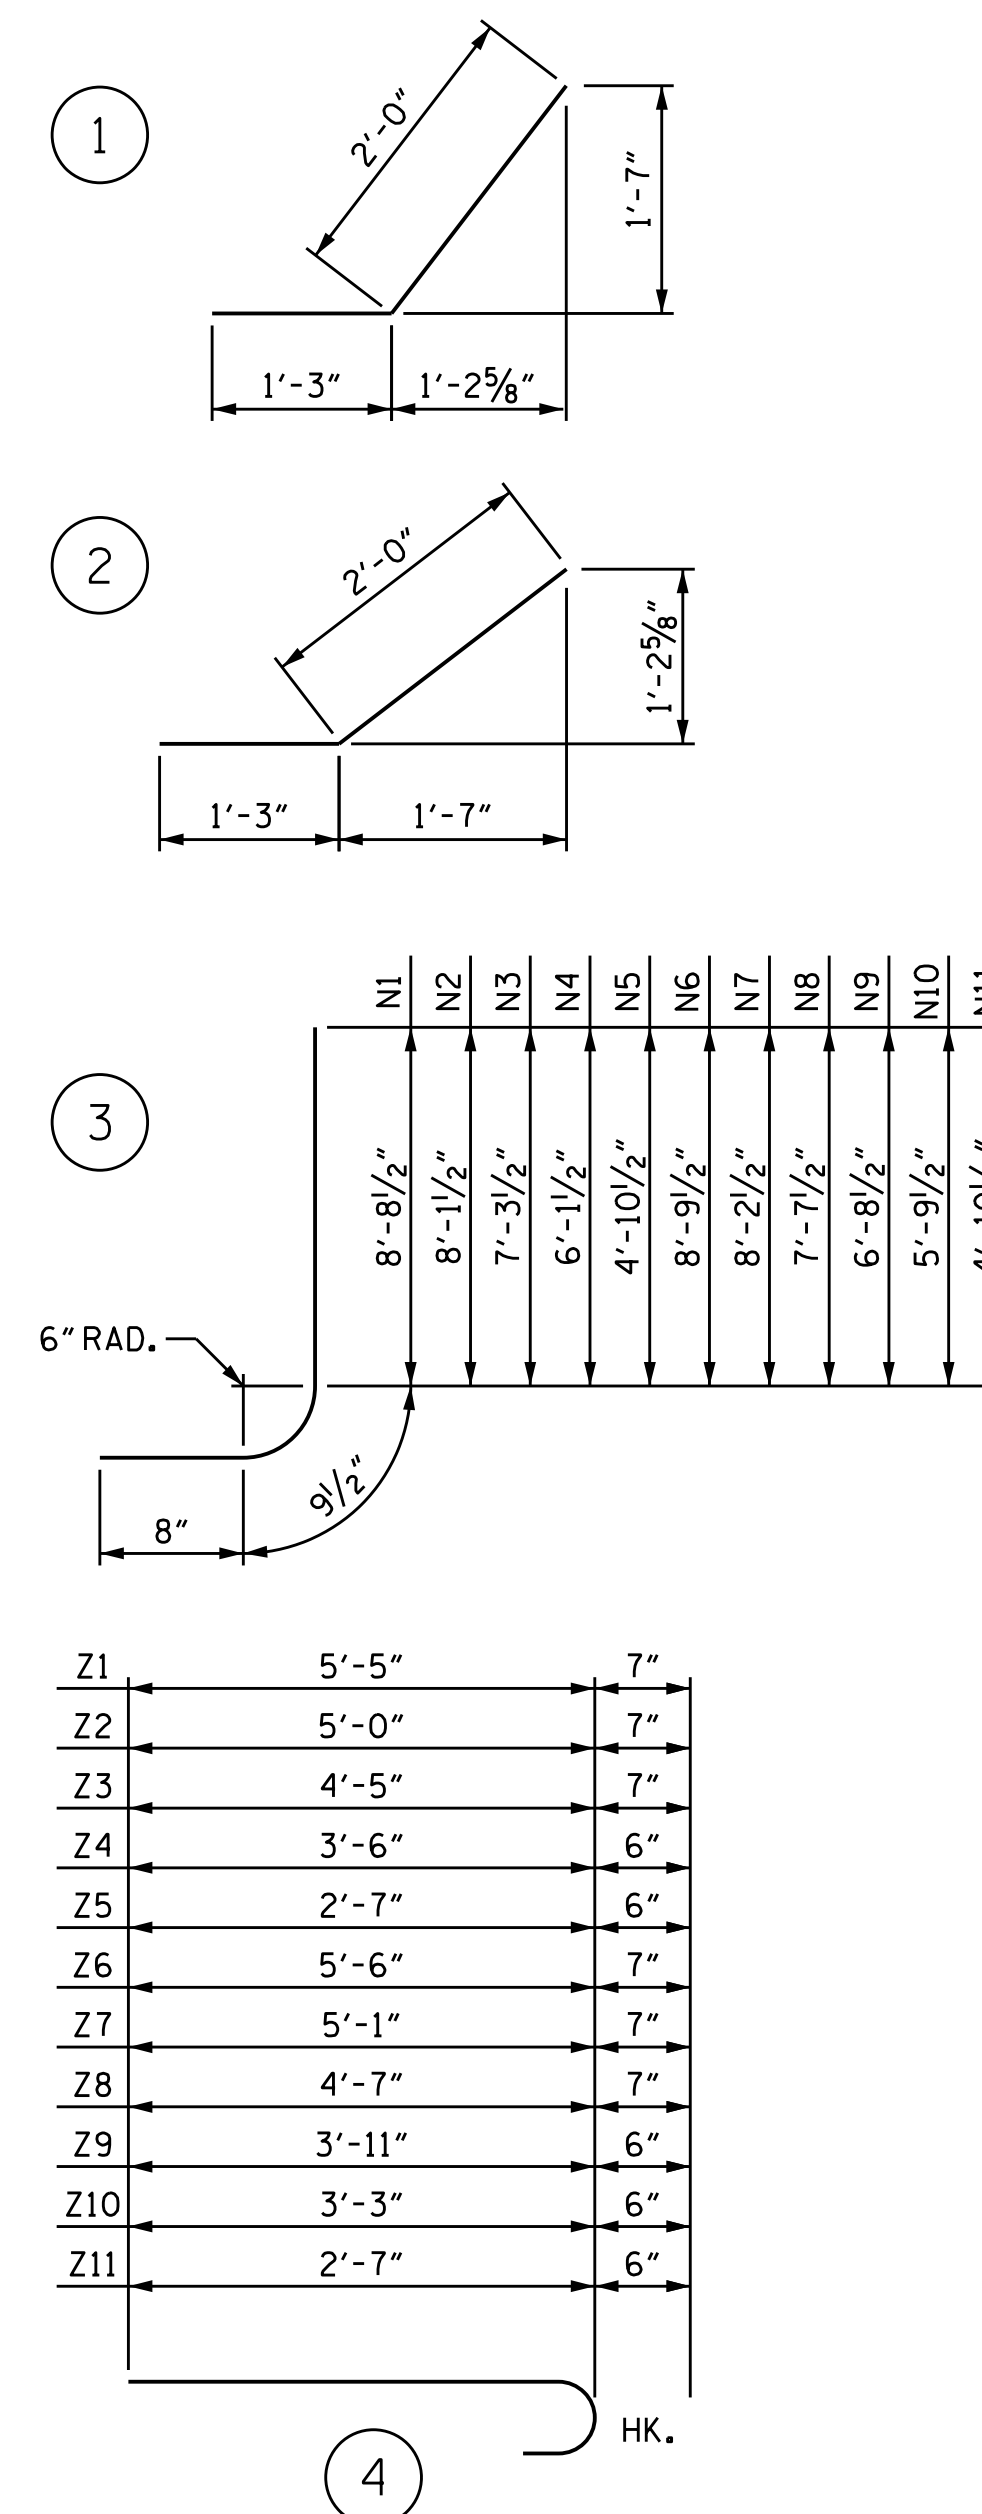 1
2'-0"
1'-7"
1'-3"
1'-2⅝"
2
2'-0"
1'-2⅝"
1'-3"
1'-7"
N1
N2
N3
N4
N5
N6
N7
N8
N9
N10
3
8'-8½"
8'-1½"
7'-3½"
6'-1½"
4'-10½"
8'-9½"
8'-2½"
7'-7½"
6'-8½"
5'-9½"
6" RAD.
9½"
8"
Z1 5'-5" 7"
Z2 5'-0" 7"
Z3 4'-5" 7"
Z4 3'-6" 6"
Z5 2'-7" 6"
Z6 5'-6" 7"
Z7 5'-1" 7"
Z8 4'-7" 7"
Z9 3'-11" 6"
Z10 3'-3" 6"
Z11 2'-7" 6"
HK.
4